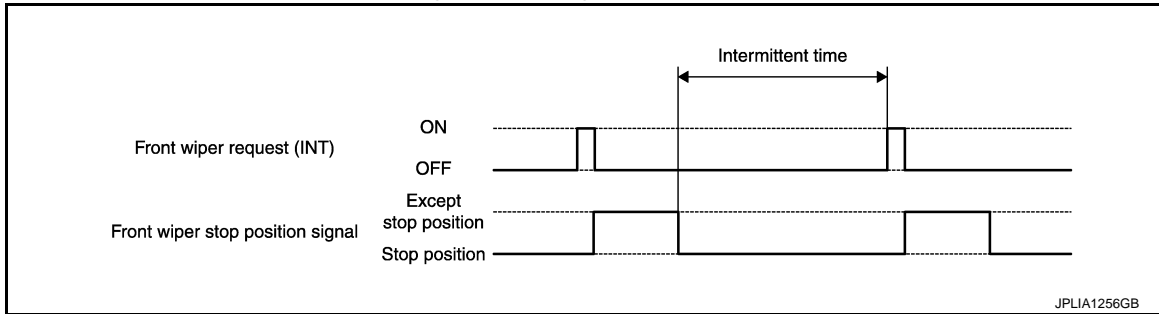 Intermittent time
ON
Front wiper request (INT)
OFF
Except
stop position
Front wiper stop position signal
Stop position
JPLIA1256GB